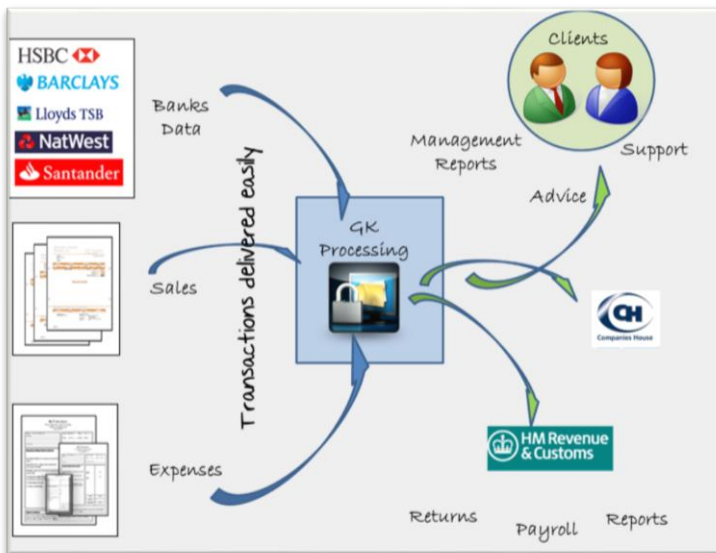 HSBC
BARCLAYS
Lloyds TSB
NatWest
Santander
Banks
Data
Sales
Expenses
Transactions delivered easily
GK
Processing
Clients
Management
Reports
Support
Advice
CH
Companies House
HM Revenue
& Customs
Returns
Payroll
Reports